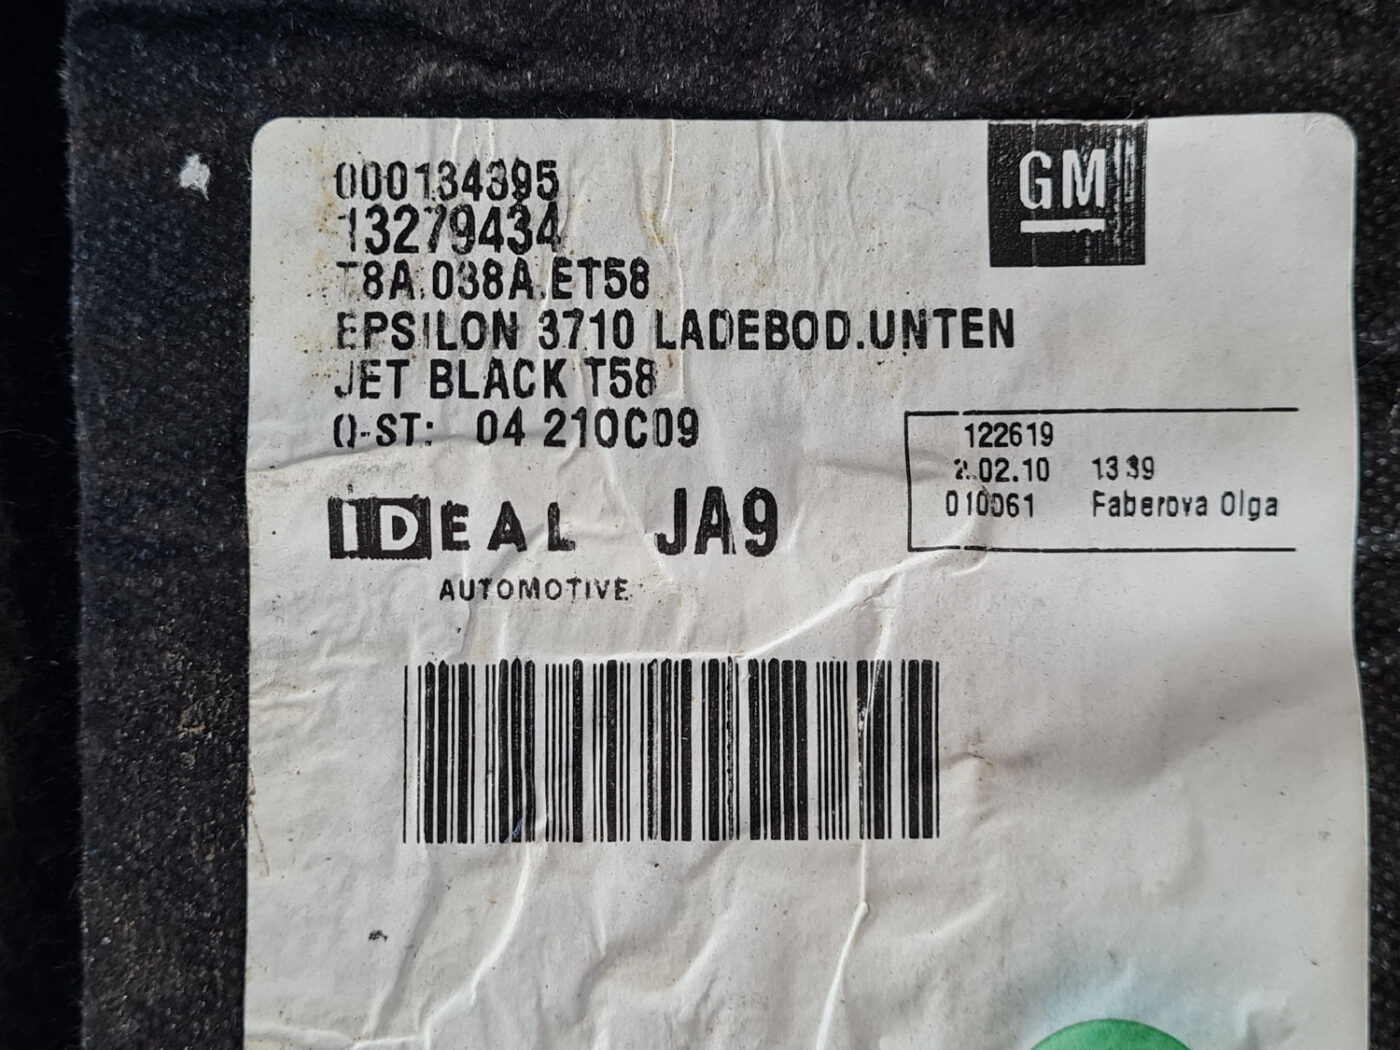 000134395
GM
13279434
T8A.038A.ET58
EPSILON 3710 LADEBOD.UNTEN
JET BLACK T58
Q-ST: 04 210C09
122619
2.02.10 13 39
010061 Faberova Olga
IDEAL JA9
AUTOMOTIVE